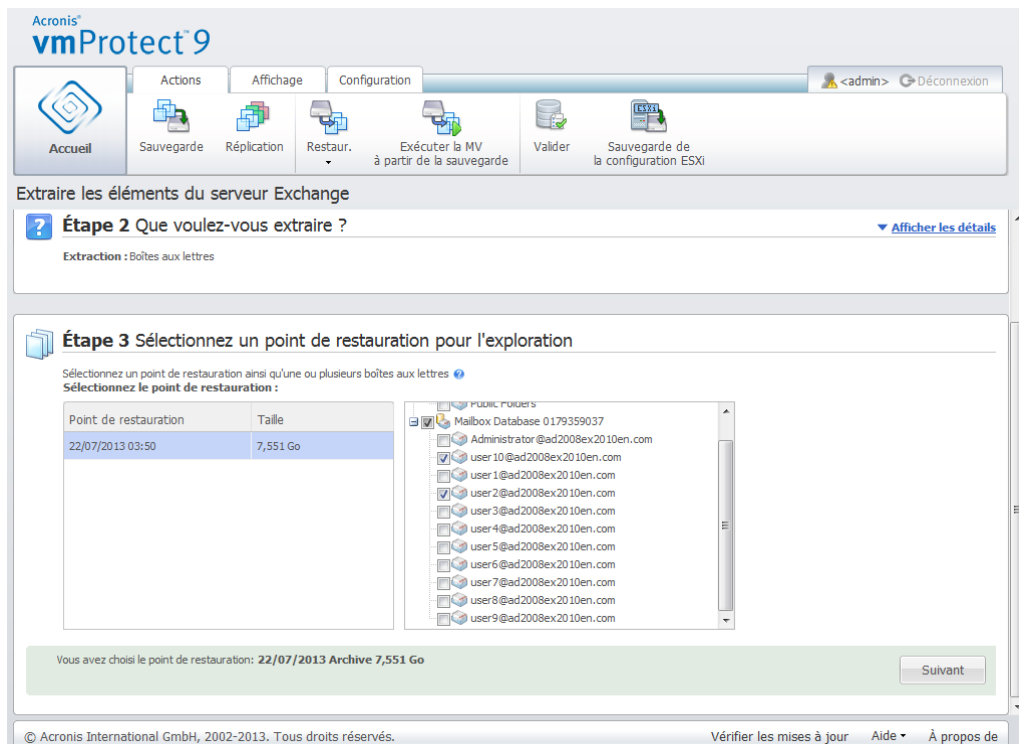 Acronis®
vmProtect™ 9
Actions
Affichage
Configuration
<admin>
Déconnexion
Accueil
Sauvegarde
Réplication
Restaur.
Exécuter la MV
à partir de la sauvegarde
Valider
ESXi
Sauvegarde de
la configuration ESXi
Extraire les éléments du serveur Exchange
?
Étape 2 Que voulez-vous extraire ?
Afficher les détails
Extraction : Boîtes aux lettres
Étape 3 Sélectionnez un point de restauration pour l'exploration
Sélectionnez un point de restauration ainsi qu'une ou plusieurs boîtes aux lettres ?
Sélectionnez le point de restauration :
Point de restauration
Taille
22/07/2013 03:50
7,551 Go
Public Folders
Mailbox Database 0179359037
Administrator@ad2008ex2010en.com
user10@ad2008ex2010en.com
user1@ad2008ex2010en.com
user2@ad2008ex2010en.com
user3@ad2008ex2010en.com
user4@ad2008ex2010en.com
user5@ad2008ex2010en.com
user6@ad2008ex2010en.com
user7@ad2008ex2010en.com
user8@ad2008ex2010en.com
user9@ad2008ex2010en.com
Vous avez choisi le point de restauration: 22/07/2013 Archive 7,551 Go
Suivant
© Acronis International GmbH, 2002-2013. Tous droits réservés.
Vérifier les mises à jour
Aide
À propos de